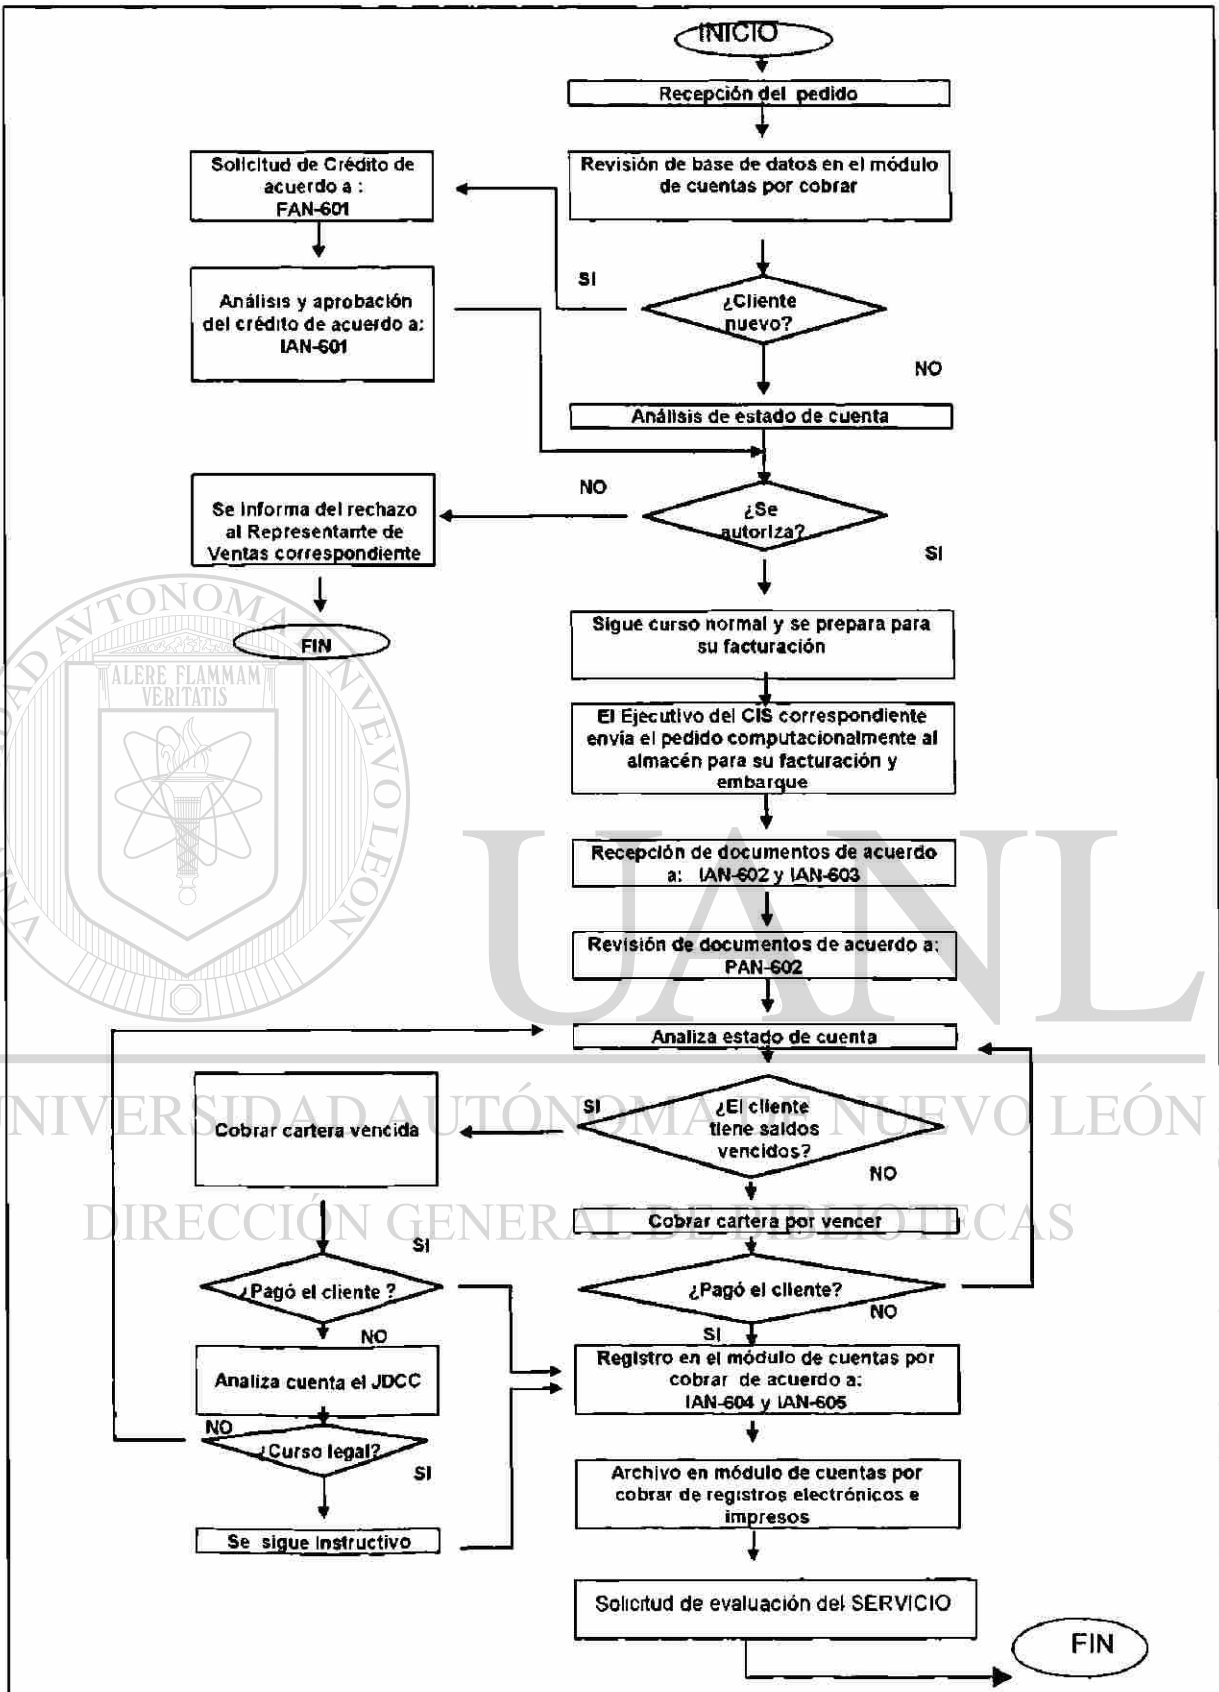 INICIO
Recepción del pedido
Solicitud de Crédito de
acuerdo a :
FAN-601
Revisión de base de datos en el módulo
de cuentas por cobrar
SI
Análisis y aprobación
del crédito de acuerdo a:
IAN-601
¿Cliente
nuevo?
NO
Análisis de estado de cuenta
NO
Se informa del rechazo
al Representante de
Ventas correspondiente
¿Se
autoriza?
SI
FIN
Sigue curso normal y se prepara para
su facturación
El Ejecutivo del CIS correspondiente
envía el pedido computacionalmente al
almacén para su facturación y
embarque
Recepción de documentos de acuerdo
a: IAN-602 y IAN-603
Revisión de documentos de acuerdo a:
PAN-602
Analiza estado de cuenta
SI
¿El cliente
tiene saldos
vencidos?
NO
Cobrar cartera vencida
Cobrar cartera por vencer
SI
¿Pagó el cliente ?
NO
¿Pagó el cliente?
NO
SI
Analiza cuenta el JDCC
Registro en el módulo de cuentas por
cobrar de acuerdo a:
IAN-604 y IAN-605
NO
¿Curso legal?
SI
Archivo en módulo de cuentas por
cobrar de registros electrónicos e
impresos
Se sigue Instructivo
Solicitud de evaluación del SERVICIO
FIN
ALERE FLAMMAM
VERITATIS
UANL
UNIVERSIDAD AUTÓNOMA DE NUEVO LEÓN
DIRECCIÓN GENERAL DE BIBLIOTECAS